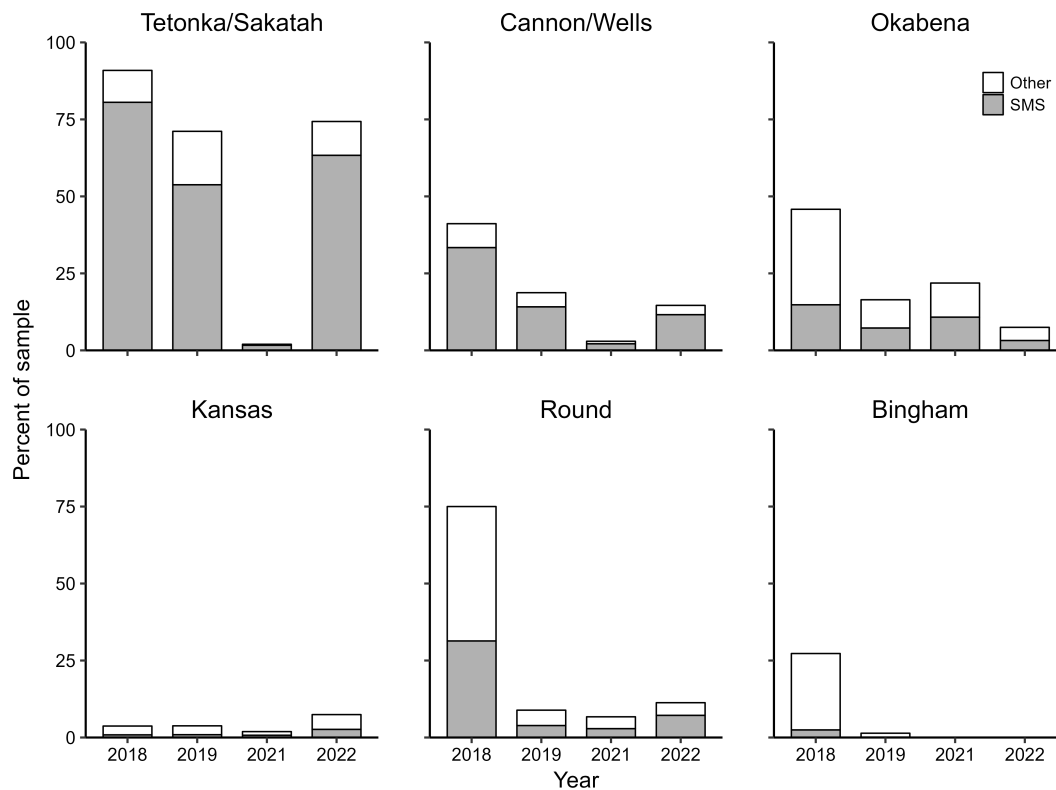 Tetonka/Sakatah
Cannon/Wells
Okabena
100
75
50
25
0
Other
SMS
Percent of sample
Kansas
Round
Bingham
100
75
50
25
0
2018 2019 2021 2022
2018 2019 2021 2022
2018 2019 2021 2022
Year